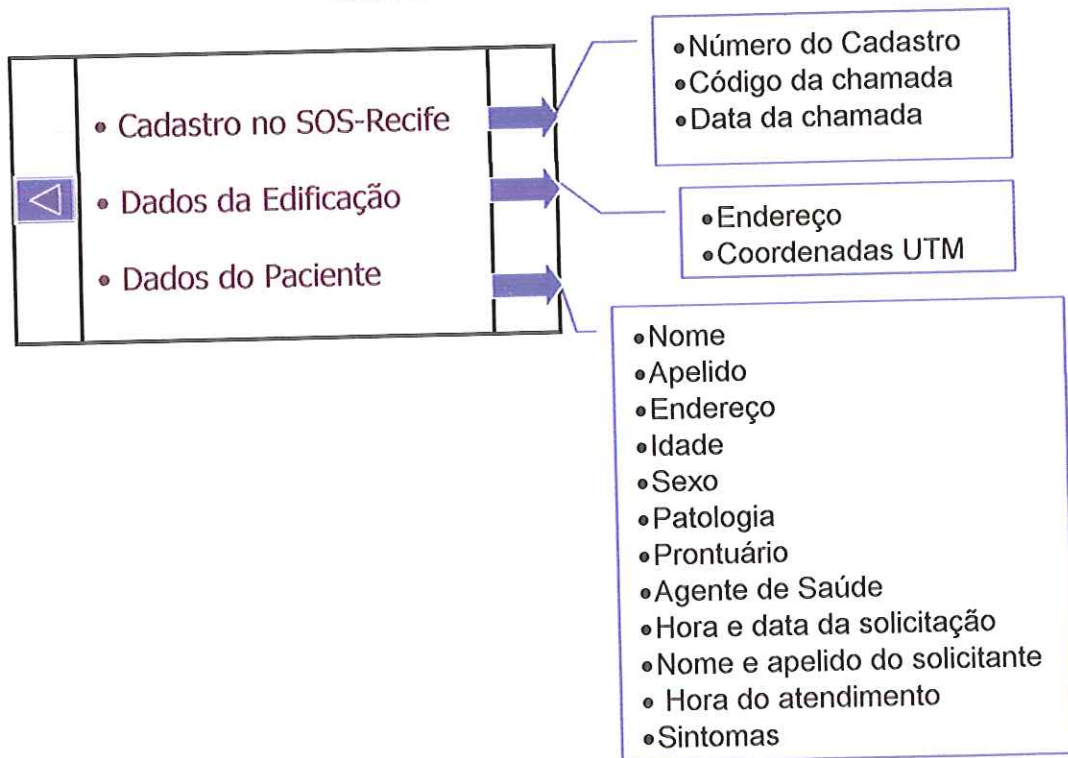 • Cadastro no SOS-Recife
• Dados da Edificação
• Dados do Paciente
• Número do Cadastro
• Código da chamada
• Data da chamada
• Endereço
• Coordenadas UTM
• Nome
• Apelido
• Endereço
• Idade
• Sexo
• Patologia
• Prontuário
• Agente de Saúde
• Hora e data da solicitação
• Nome e apelido do solicitante
• Hora do atendimento
• Sintomas